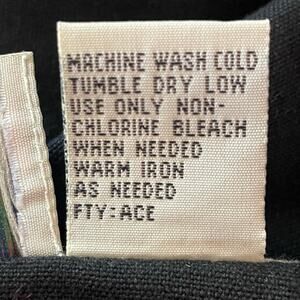 MACHINE WASH COLD
TUMBLE DRY LOW
USE ONLY NON-
CHLORINE BLEACH
WHEN NEEDED
WARM IRON
AS NEEDED
FTY:ACE